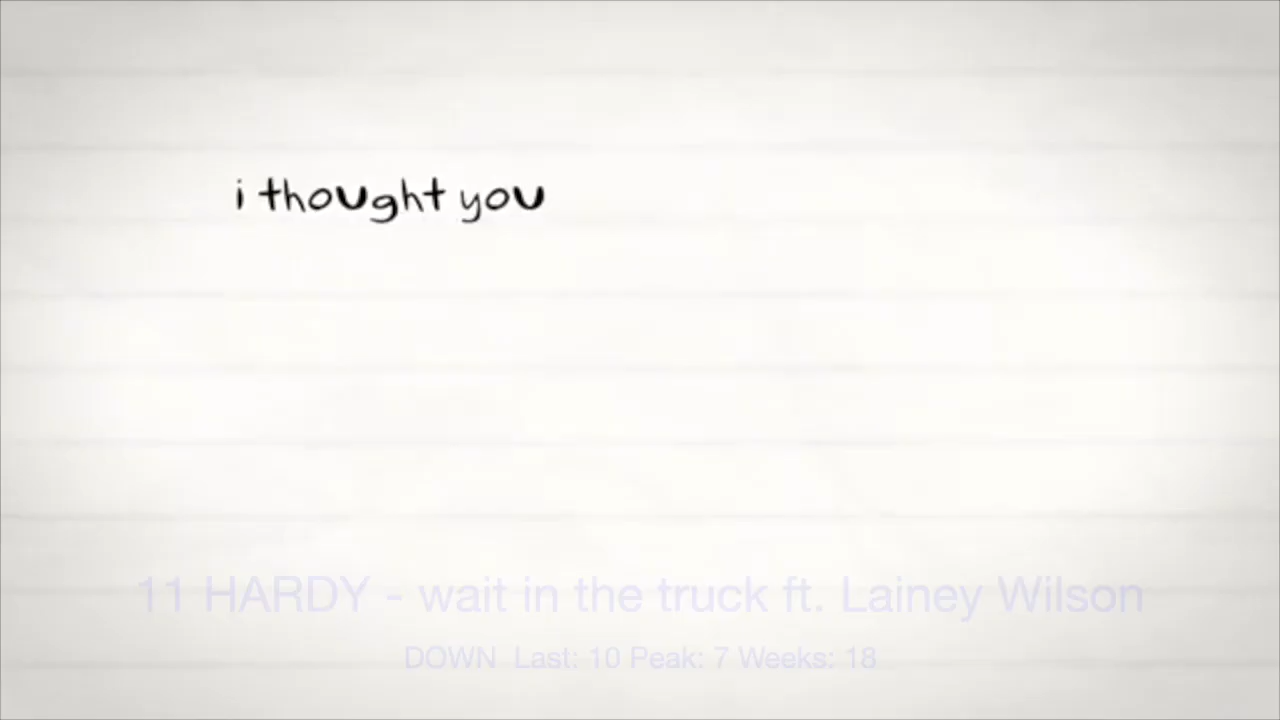 i thought you
11 HARDY - wait in the truck ft. Lainey Wilson
DOWN Last: 10 Peak: 7 Weeks: 18